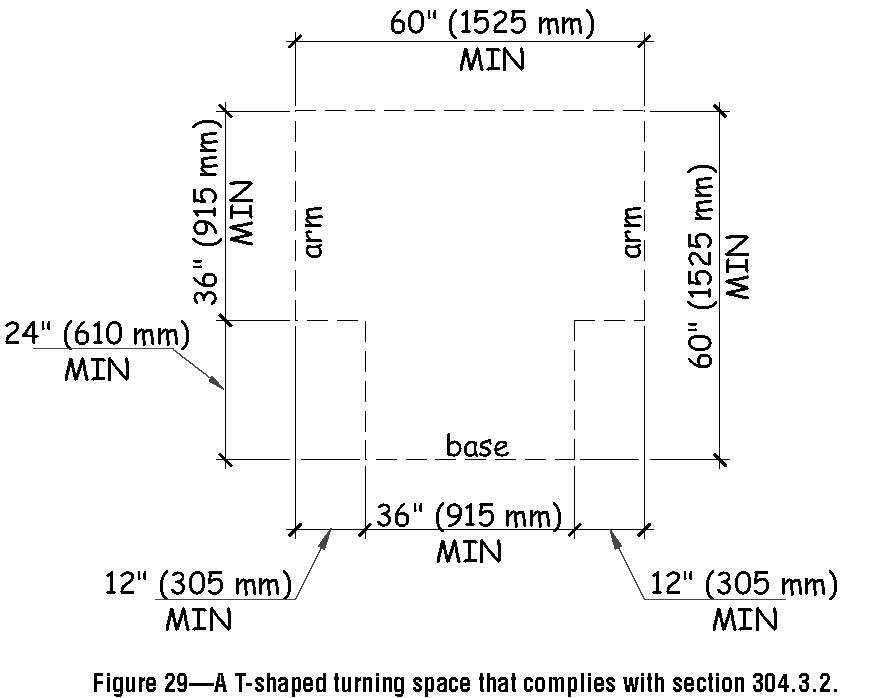 60" (1525 mm)
MIN
36" (915 mm)
MIN
arm
arm
60" (1525 mm)
MIN
24" (610 mm)
MIN
base
36" (915 mm)
MIN
12" (305 mm)
MIN
12" (305 mm)
MIN
Figure 29—A T-shaped turning space that complies with section 304.3.2.